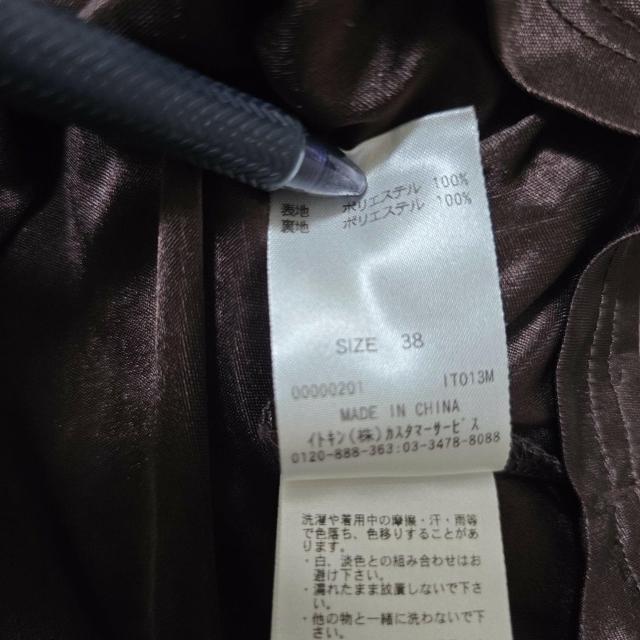 表地 ポリエステル 100%
裏地 ポリエステル 100%
SIZE 38
00000201 IT013M
MADE IN CHINA
イトキン(株)カスタマーサービス
0120-888-363:03-3478-8088
洗濯や着用中の摩擦・汗・雨等
で色落ち、色移りすることがあ
ります。
・白、淡色との組み合わせはお
避け下さい。
・濡れたまま放置しないで下さ
い。
・他の物と一緒に洗わないで下
さい。